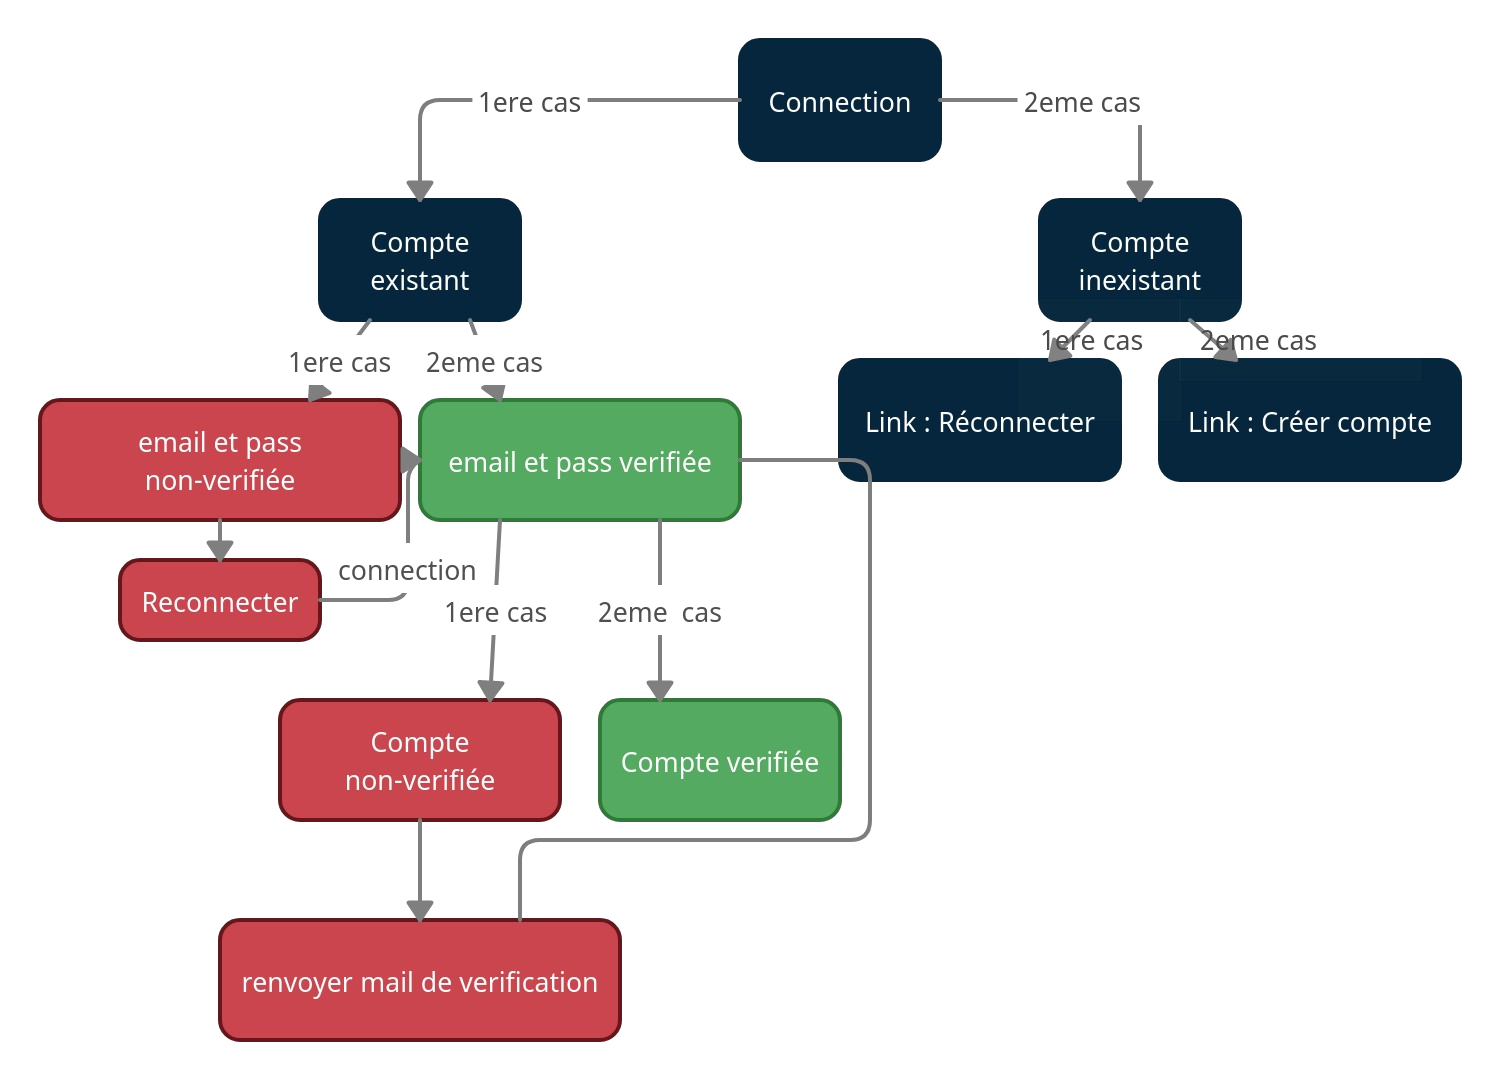 Connection
1ere cas
2eme cas
Compte
existant
Compte
inexistant
1ere cas
2eme cas
1ere cas
2eme cas
email et pass
non-verifiée
email et pass verifiée
Link : Réconnecter
Link : Créer compte
connection
Reconnecter
1ere cas
2eme  cas
Compte
non-verifiée
Compte verifiée
renvoyer mail de verification